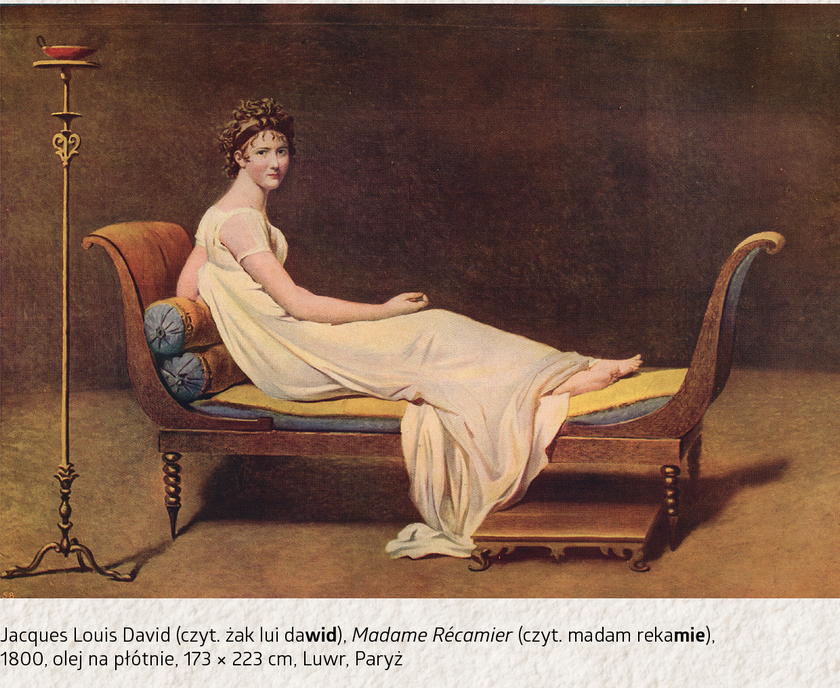 Jacques Louis David (czyt. żak lui dawid), Madame Récamier (czyt. madam rekamie),
1800, olej na płótnie, 173 × 223 cm, Luwr, Paryż